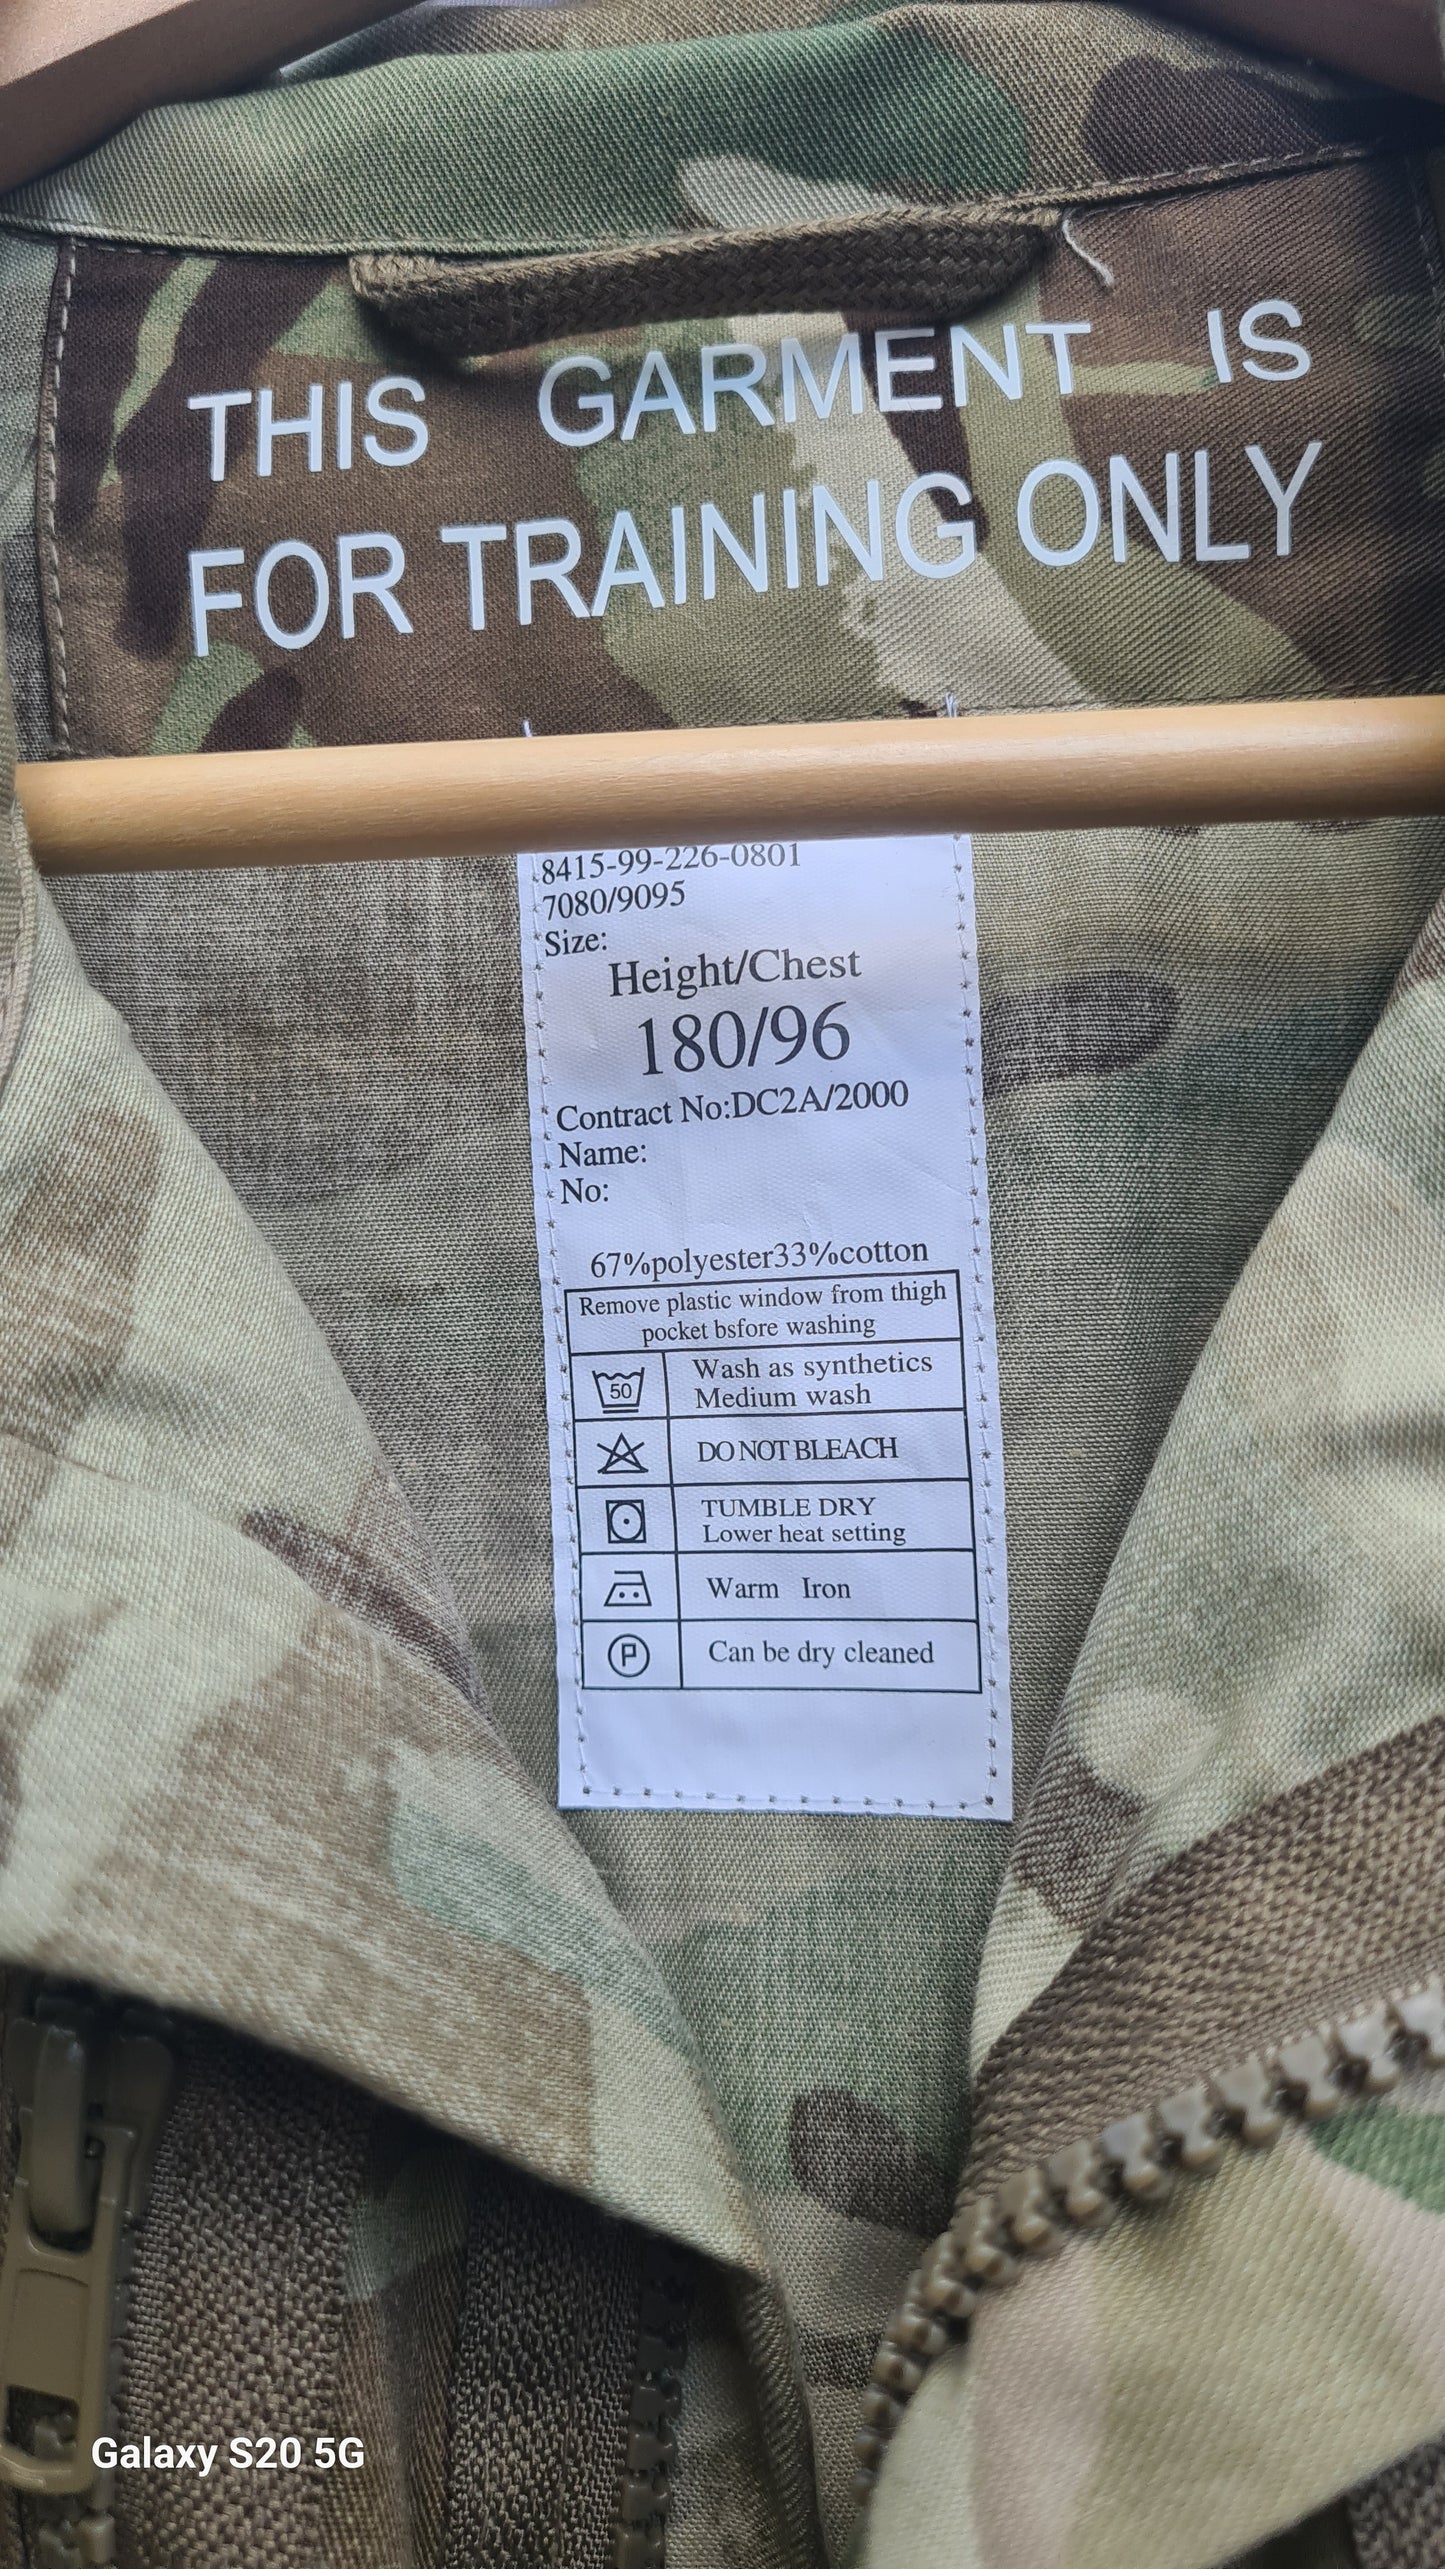 THIS GARMENT IS
FOR TRAINING ONLY
8415-99-226-0801
7080/9095
Size:
Height/Chest
180/96
Contract No:DC2A/2000
Name:
No:
67%polyester33%cotton
Remove plastic window from thigh
pocket bsfore washing
50
Wash as synthetics
Medium wash
DO NOT BLEACH
TUMBLE DRY
Lower heat setting
Warm Iron
P
Can be dry cleaned
Galaxy S20 5G